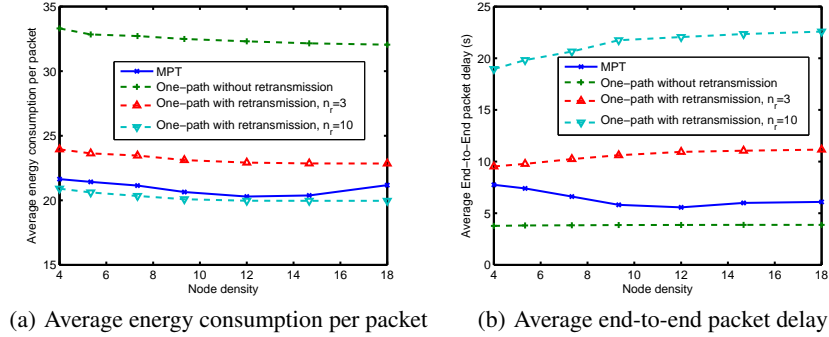 35
30
25
20
15
4
6
8
10
12
14
16
18
Average energy consumption per packet
Node density
MPT
One−path without retransmission
One−path with retransmission, nr=3
One−path with retransmission, nr=10
(a) Average energy consumption per packet
25
20
15
10
5
0
4
6
8
10
12
14
16
18
Average End−to−End packet delay (s)
Node density
MPT
One−path without retransmission
One−path with retransmission, nr=3
One−path with retransmission, nr=10
(b) Average end-to-end packet delay